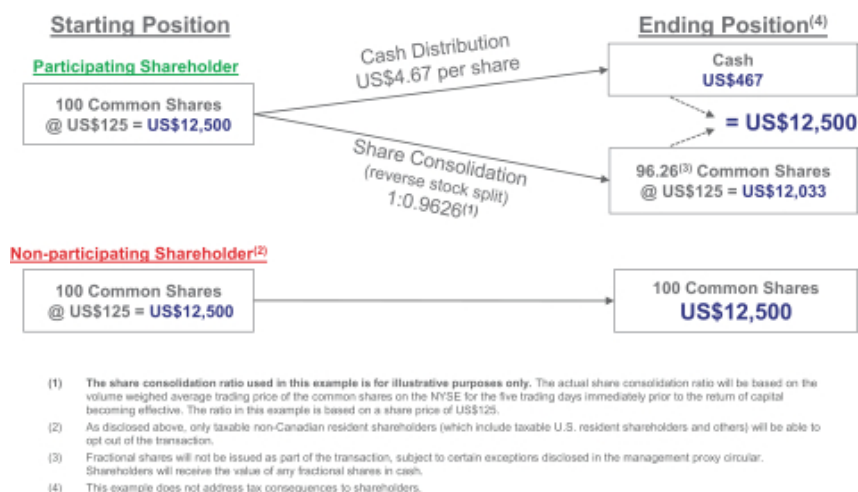 Starting Position
Ending Position(4)
Participating Shareholder
100 Common Shares
@ US$125 = US$12,500
Cash Distribution
US$4.67 per share
Cash
US$467
= US$12,500
Share Consolidation
(reverse stock split)
1:0.9626(1)
96.26(3) Common Shares
@ US$125 = US$12,033
Non-participating Shareholder(2)
100 Common Shares
@ US$125 = US$12,500
100 Common Shares
US$12,500
(1) The share consolidation ratio used in this example is for illustrative purposes only. The actual share consolidation ratio will be based on the
volume weighed average trading price of the common shares on the NYSE for the five trading days immediately prior to the return of capital
becoming effective. The ratio in this example is based on a share price of US$125.
(2) As disclosed above, only taxable non-Canadian resident shareholders (which include taxable U.S. resident shareholders and others) will be able to
opt out of the transaction.
(3) Fractional shares will not be issued as part of the transaction, subject to certain exceptions disclosed in the management proxy circular.
Shareholders will receive the value of any fractional shares in cash.
(4) This example does not address tax consequences to shareholders.